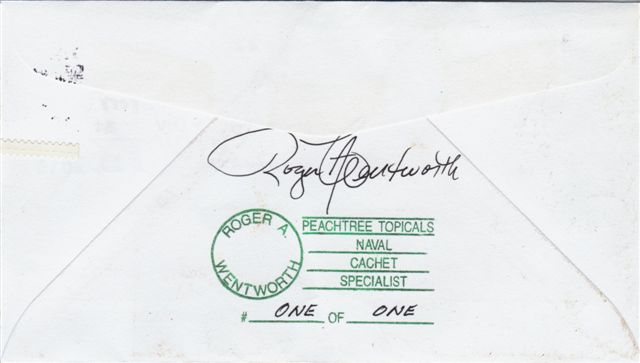 Roger A Wentworth
ROGER A.
WENTWORTH
PEACHTREE TOPICALS
NAVAL
CACHET
SPECIALIST
# ONE OF ONE